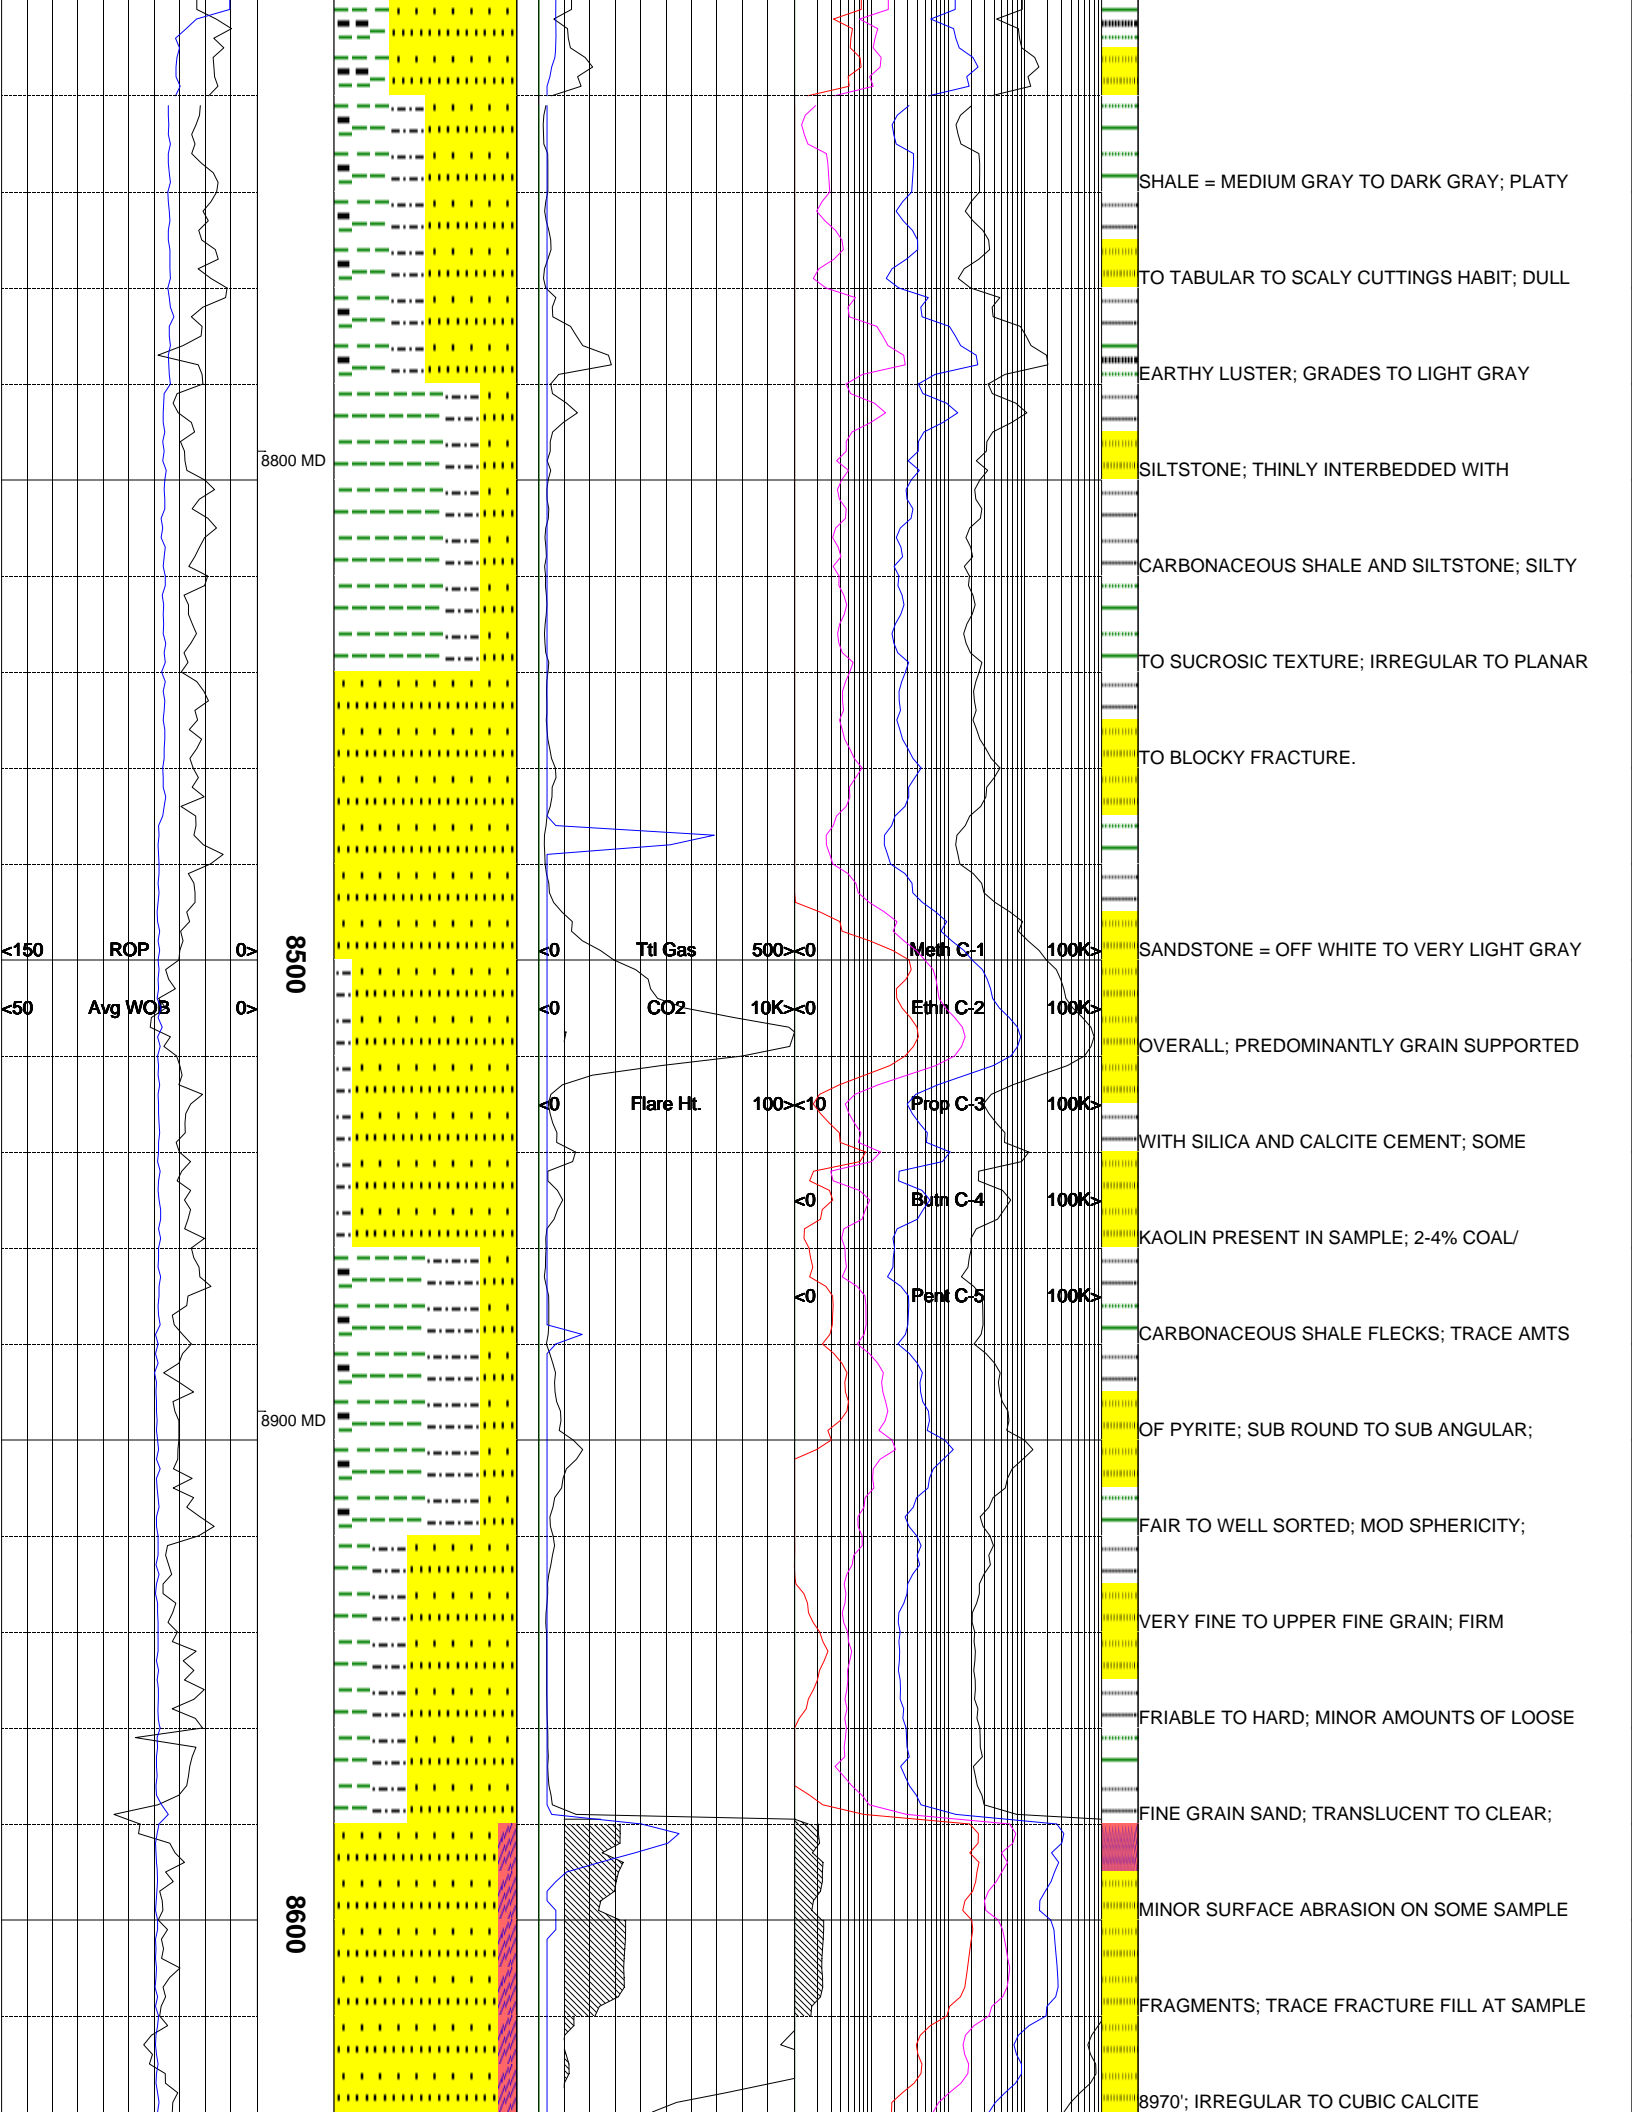 SHALE = MEDIUM GRAY TO DARK GRAY; PLATY
TO TABULAR TO SCALY CUTTINGS HABIT; DULL
EARTHY LUSTER; GRADES TO LIGHT GRAY
8800 MD
SILTSTONE; THINLY INTERBEDDED WITH
CARBONACEOUS SHALE AND SILTSTONE; SILTY
TO SUCROSIC TEXTURE; IRREGULAR TO PLANAR
TO BLOCKY FRACTURE.
<150 ROP 0> 8500 <0 Ttl Gas 500> <0 Meth C-1 100K> SANDSTONE = OFF WHITE TO VERY LIGHT GRAY
<50 Avg WOB 0> <0 CO2 10K> <0 Ethn C-2 100K>
OVERALL; PREDOMINANTLY GRAIN SUPPORTED
<0 Flare Ht. 100> <10 Prop C-3 100K>
WITH SILICA AND CALCITE CEMENT; SOME
<0 Butn C-4 100K>
KAOLIN PRESENT IN SAMPLE; 2-4% COAL/
<0 Pent C-5 100K>
CARBONACEOUS SHALE FLECKS; TRACE AMTS
8900 MD
OF PYRITE; SUB ROUND TO SUB ANGULAR;
FAIR TO WELL SORTED; MOD SPHERICITY;
VERY FINE TO UPPER FINE GRAIN; FIRM
FRIABLE TO HARD; MINOR AMOUNTS OF LOOSE
FINE GRAIN SAND; TRANSLUCENT TO CLEAR;
8600
MINOR SURFACE ABRASION ON SOME SAMPLE
FRAGMENTS; TRACE FRACTURE FILL AT SAMPLE
8970'; IRREGULAR TO CUBIC CALCITE